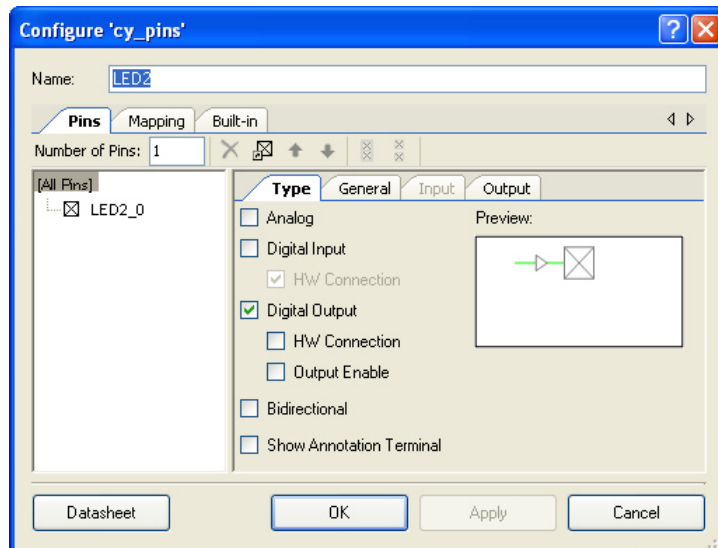 Configure 'cy_pins'
Name: LED2
Pins Mapping Built-in
Number of Pins: 1
[All Pins]
LED2_0
Type General Input Output
Analog
Digital Input
HW Connection
Digital Output
HW Connection
Output Enable
Bidirectional
Show Annotation Terminal
Preview:
Datasheet OK Apply Cancel